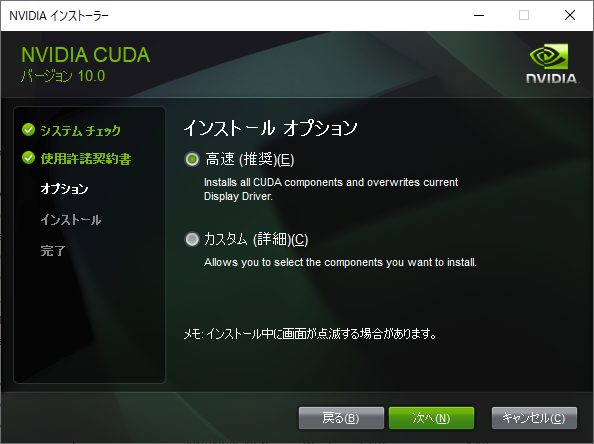 NVIDIA インストーラー
NVIDIA CUDA
バージョン 10.0
NVIDIA.
システム チェック
使用許諾契約書
オプション
インストール
完了
インストール オプション
高速 (推奨)(E)
Installs all CUDA components and overwrites current
Display Driver.
カスタム (詳細)(C)
Allows you to select the components you want to install.
メモ: インストール中に画面が点滅する場合があります。
戻る(B)
次へ(N)
キャンセル(C)